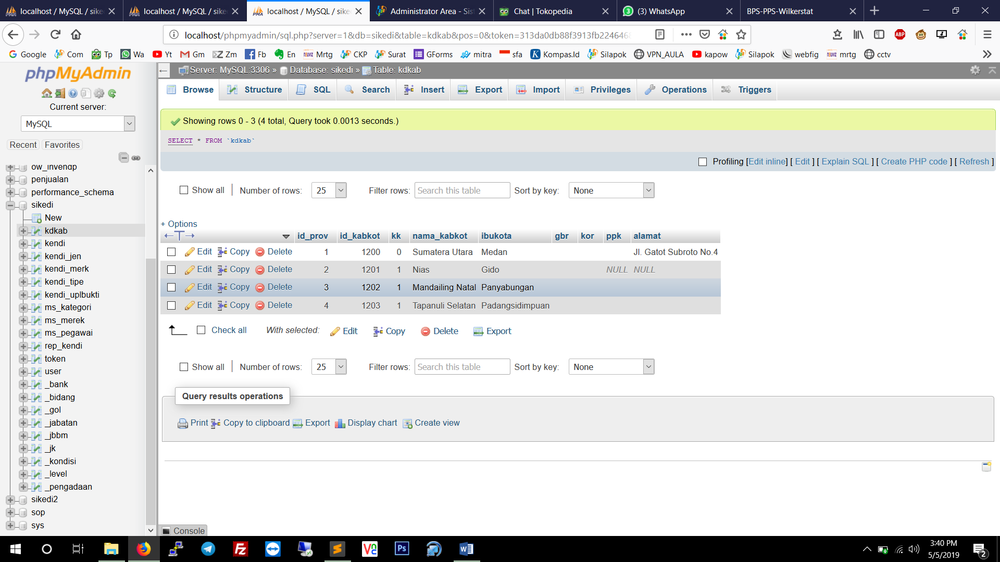 localhost / MySQL / sike
localhost / MySQL / sike
localhost / MySQL / sike
Administrator Area - Sis
Chat | Tokopedia
(3) WhatsApp
BPS-PPS-Wilkerstat
localhost/phpmyadmin/sql.php?server=1&db=sikedi&table=kdkab&pos=0&token=313da0db88f3913fb224646
Google Com Tp Wa Yt Gm Zm Fb En Mrtg CKP Surat GForms mitra sfa Kompas.Id Silapok VPN_AULA kapow Silapok webfig mrtg cctv
phpMyAdmin
Current server:
MySQL
Recent Favorites
ow_invendp
penjualan
performance_schema
sikedi
New
kdkab
kendi
kendi_jen
kendi_merk
kendi_tipe
kendi_uplbukti
ms_kategori
ms_merek
ms_pegawai
rep_kendi
token
user
_bank
_bidang
_gol
_jabatan
_jbbm
_jk
_kondisi
_level
_pengadaan
sikedi2
sop
sys
Server: MySQL:3306 » Database: sikedi » Table: kdkab
Browse Structure SQL Search Insert Export Import Privileges Operations Triggers
Showing rows 0 - 3 (4 total, Query took 0.0013 seconds.)
SELECT * FROM `kdkab`
Profiling [Edit inline] [ Edit ] [ Explain SQL ] [ Create PHP code ] [ Refresh ]
Show all Number of rows: 25 Filter rows: Search this table Sort by key: None
+ Options
id_prov id_kabkot kk nama_kabkot ibukota gbr kor ppk alamat
Edit Copy Delete 1 1200 0 Sumatera Utara Medan Jl. Gatot Subroto No.4
Edit Copy Delete 2 1201 1 Nias Gido NULL NULL
Edit Copy Delete 3 1202 1 Mandailing Natal Panyabungan
Edit Copy Delete 4 1203 1 Tapanuli Selatan Padangsidimpuan
Check all With selected: Edit Copy Delete Export
Show all Number of rows: 25 Filter rows: Search this table Sort by key: None
Query results operations
Print Copy to clipboard Export Display chart Create view
Console
3:40 PM
5/5/2019
2